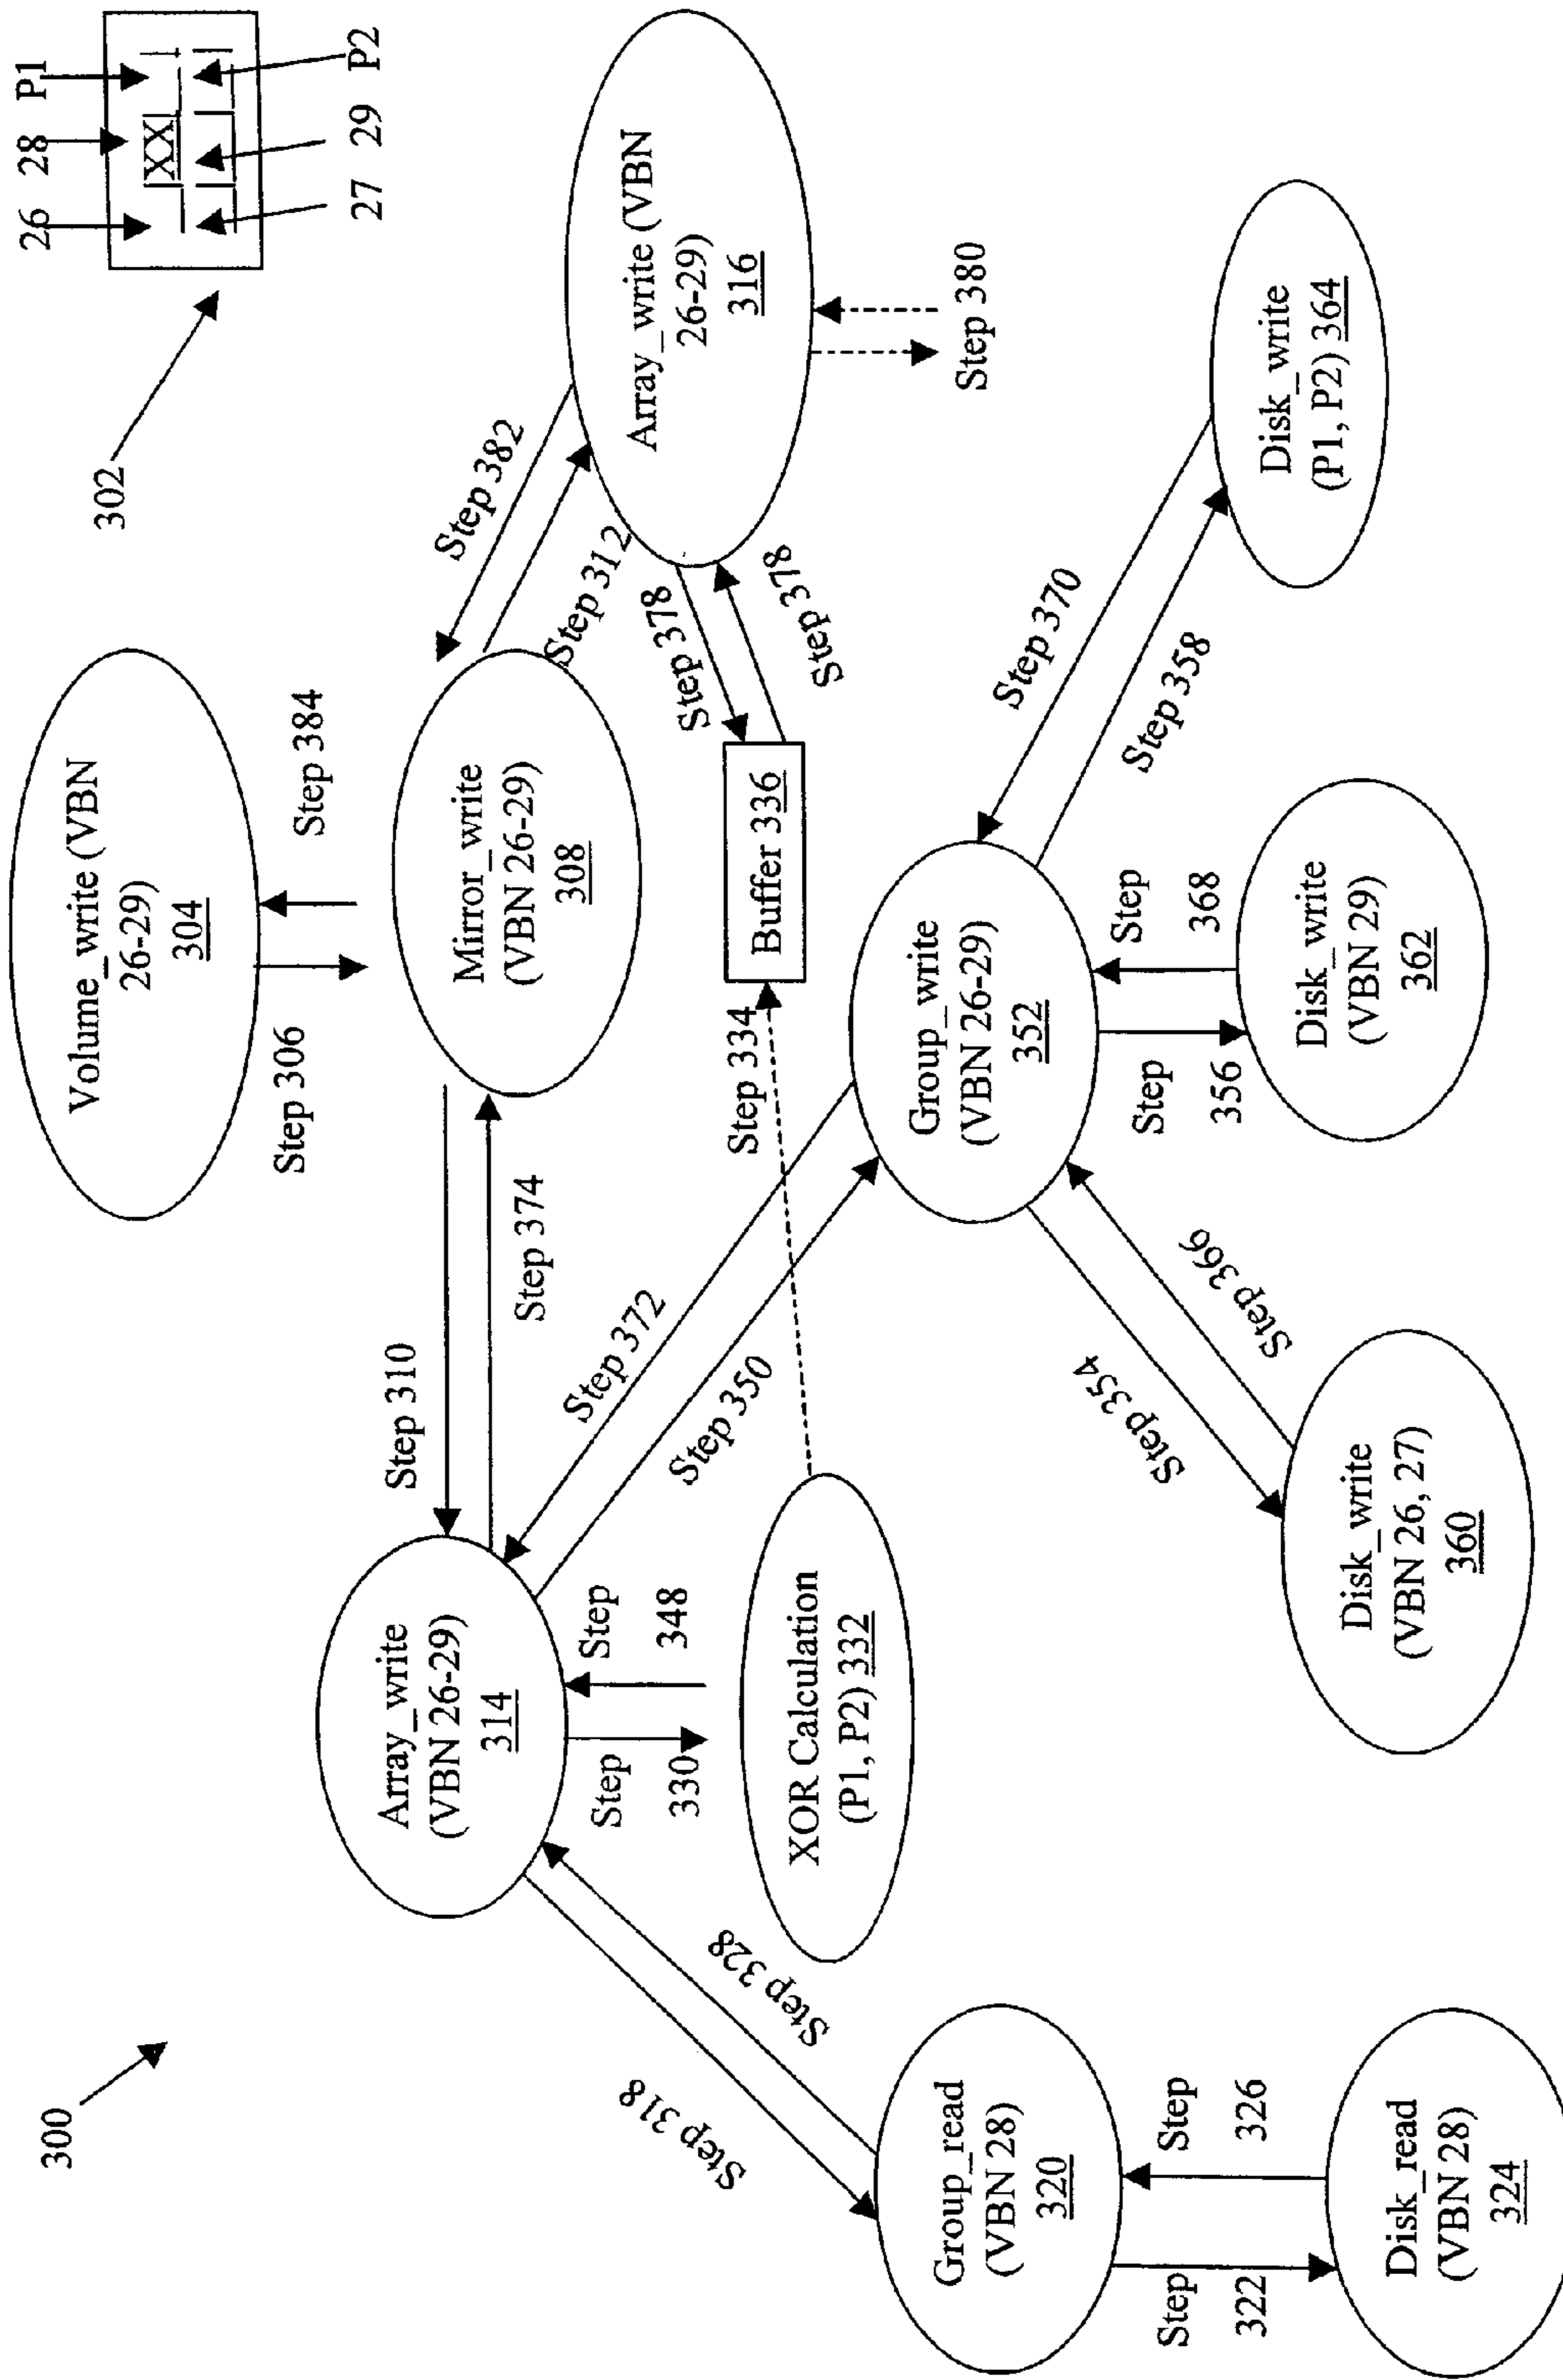 300
302
26 28 P1
XX
27 29 P2
Volume_write (VBN
26-29)
304
Step 306
Step 384
Mirror_write
(VBN 26-29)
308
Step 310
Step 374
Step 382
Step 312
Array_write
(VBN 26-29)
314
Array_write (VBN
26-29)
316
Step 378
Step 378
Step 380
Buffer 336
Step 334
Step
330
Step
348
XOR Calculation
(P1, P2) 332
Step 372
Step 350
Step 318
Step 328
Group_read
(VBN 28)
320
Step
322
Step
326
Disk_read
(VBN 28)
324
Group_write
(VBN 26-29)
352
Step 354
Step 366
Step
356
Step
368
Step 370
Step 358
Disk_write
(VBN 26, 27)
360
Disk_write
(VBN 29)
362
Disk_write
(P1, P2) 364